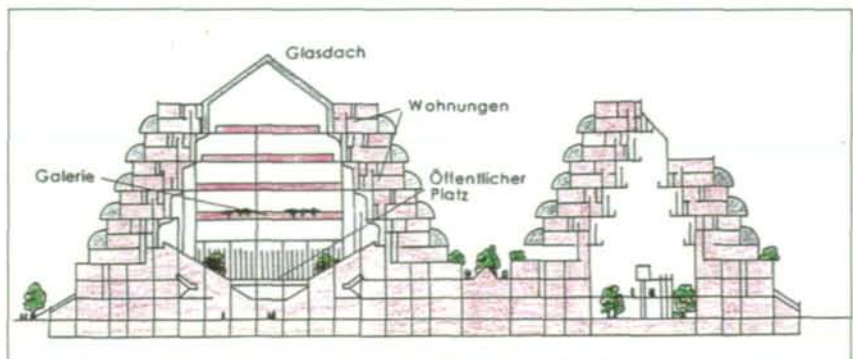 Glasdach
Wohnungen
Galerie
Öffentlicher
Platz